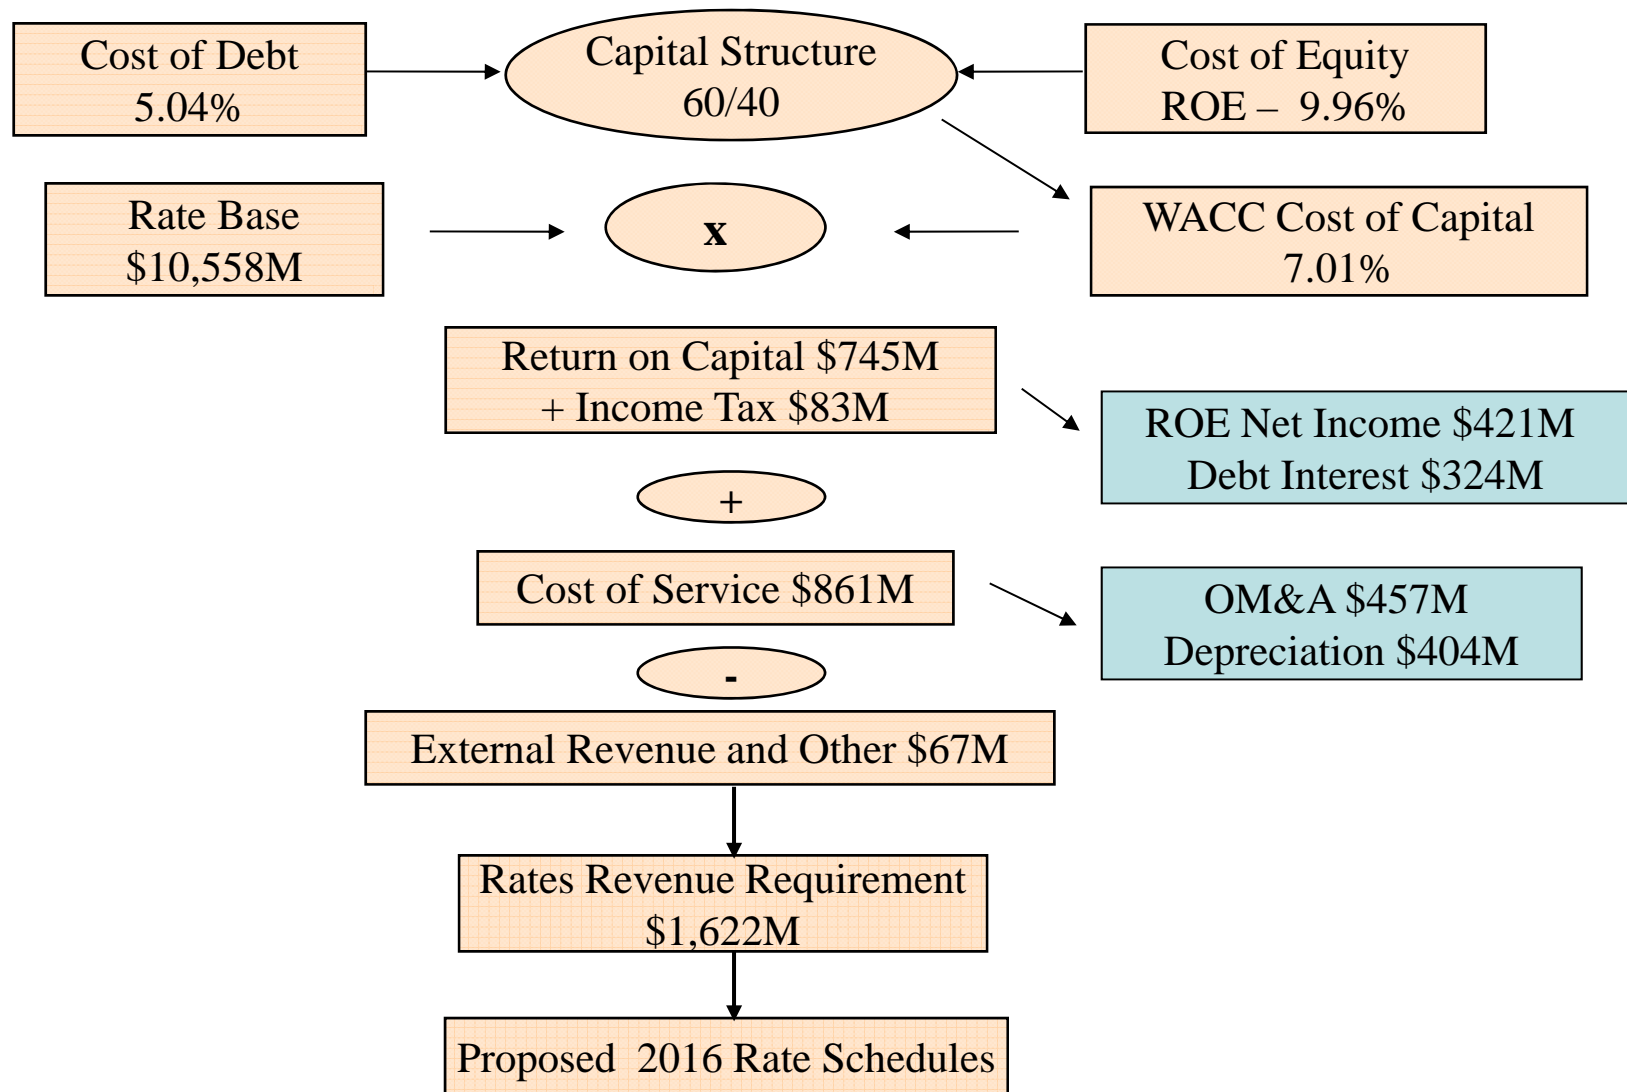 Cost of Debt
5.04%
Capital Structure
60/40
Cost of Equity
ROE – 9.96%
Rate Base
$10,558M
x
WACC Cost of Capital
7.01%
Return on Capital $745M
+ Income Tax $83M
ROE Net Income $421M
Debt Interest $324M
+
Cost of Service $861M
OM&A $457M
Depreciation $404M
-
External Revenue and Other $67M
Rates Revenue Requirement
$1,622M
Proposed 2016 Rate Schedules